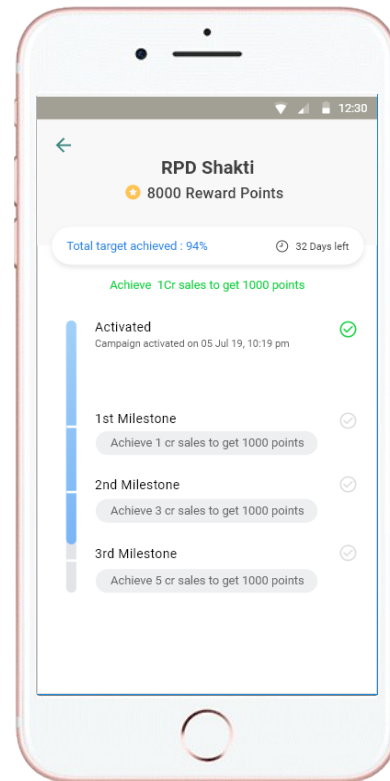 12:30
RPD Shakti
8000 Reward Points
Total target achieved : 94%
32 Days left
Achieve 1Cr sales to get 1000 points
Activated
Campaign activated on 05 Jul 19, 10:19 pm
1st Milestone
Achieve 1 cr sales to get 1000 points
2nd Milestone
Achieve 3 cr sales to get 1000 points
3rd Milestone
Achieve 5 cr sales to get 1000 points